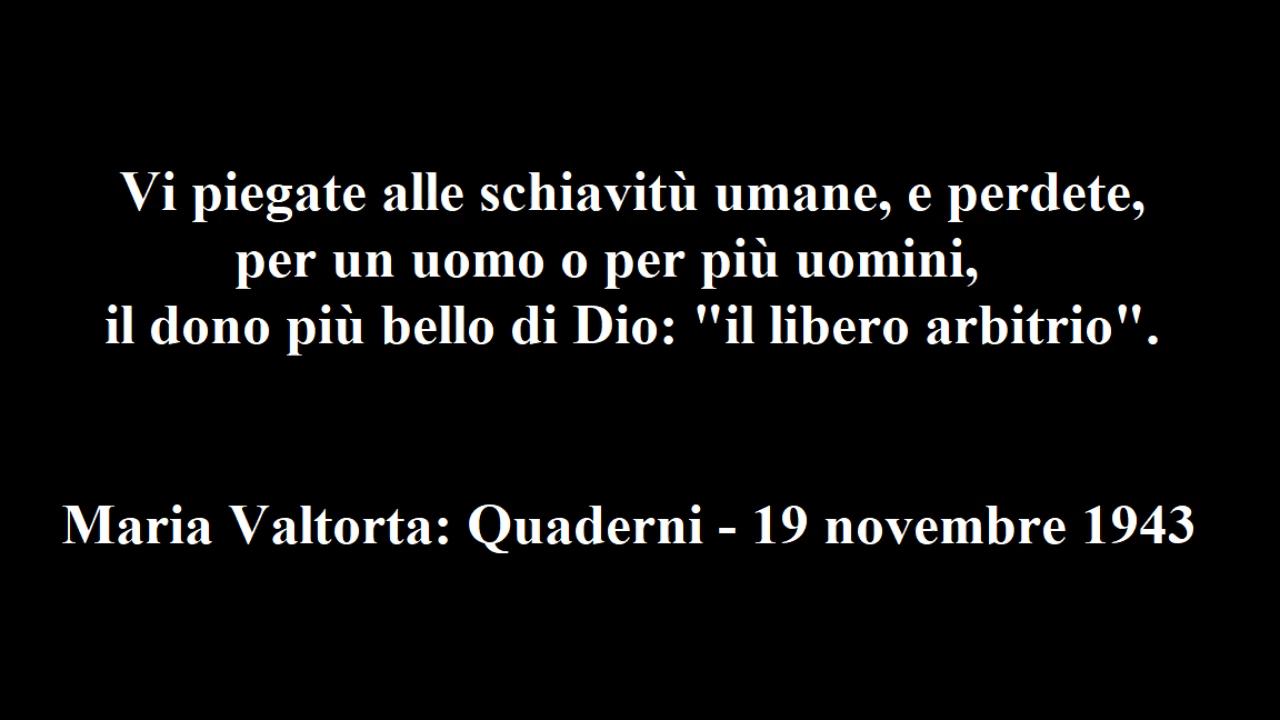 Vi piegate alle schiavitù umane, e perdete,
per un uomo o per più uomini,
il dono più bello di Dio: "il libero arbitrio".
Maria Valtorta: Quaderni - 19 novembre 1943